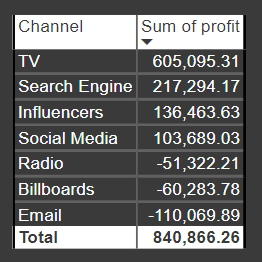 Channel Sum of profit
TV 605,095.31
Search Engine 217,294.17
Influencers 136,463.63
Social Media 103,689.03
Radio -51,322.21
Billboards -60,283.78
Email -110,069.89
Total 840,866.26